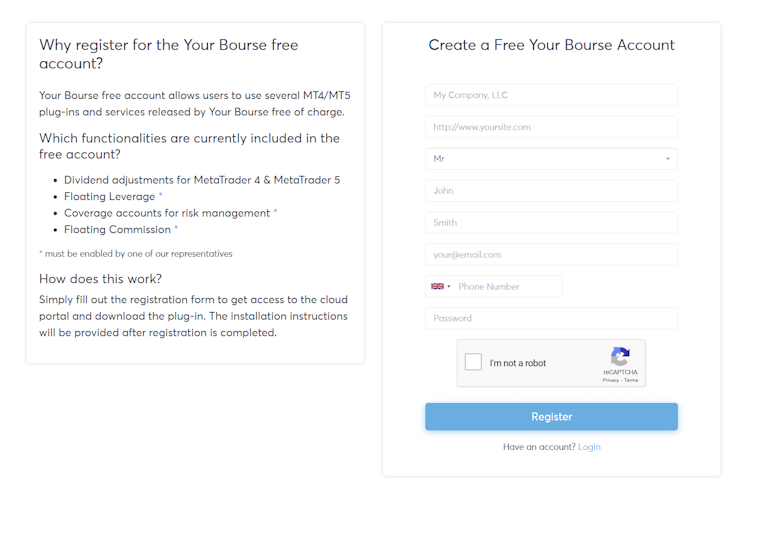 Why register for the Your Bourse free
account?
Your Bourse free account allows users to use several MT4/MT5
plug-ins and services released by Your Bourse free of charge.
Which functionalities are currently included in the
free account?
• Dividend adjustments for MetaTrader 4 & MetaTrader 5
• Floating Leverage *
• Coverage accounts for risk management *
• Floating Commission *
* must be enabled by one of our representatives
How does this work?
Simply fill out the registration form to get access to the cloud
portal and download the plug-in. The installation instructions
will be provided after registration is completed.
Create a Free Your Bourse Account
My Company, LLC
http://www.yoursite.com
Mr
John
Smith
your@email.com
Phone Number
Password
I'm not a robot
reCAPTCHA
Privacy - Terms
Register
Have an account? Login